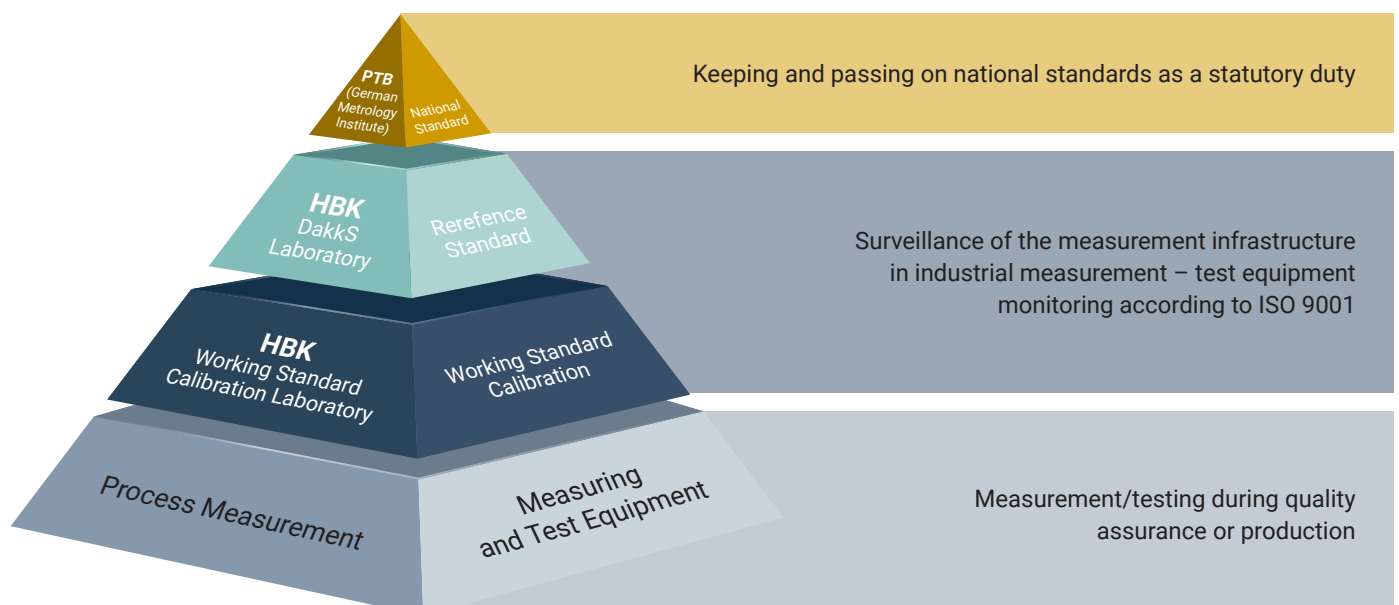 PTB
(German
Metrology
Institute)
National
Standard
Keeping and passing on national standards as a statutory duty
HBK
DakkS
Laboratory
Rerefence
Standard
Surveillance of the measurement infrastructure
in industrial measurement – test equipment
monitoring according to ISO 9001
HBK
Working Standard
Calibration Laboratory
Working Standard
Calibration
Process Measurement
Measuring
and Test Equipment
Measurement/testing during quality
assurance or production